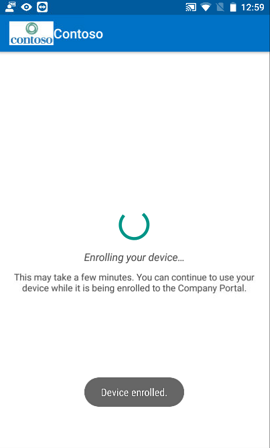 12:59
contoso
Contoso
Enrolling your device...
This may take a few minutes. You can continue to use your
device while it is being enrolled to the Company Portal.
Device enrolled.